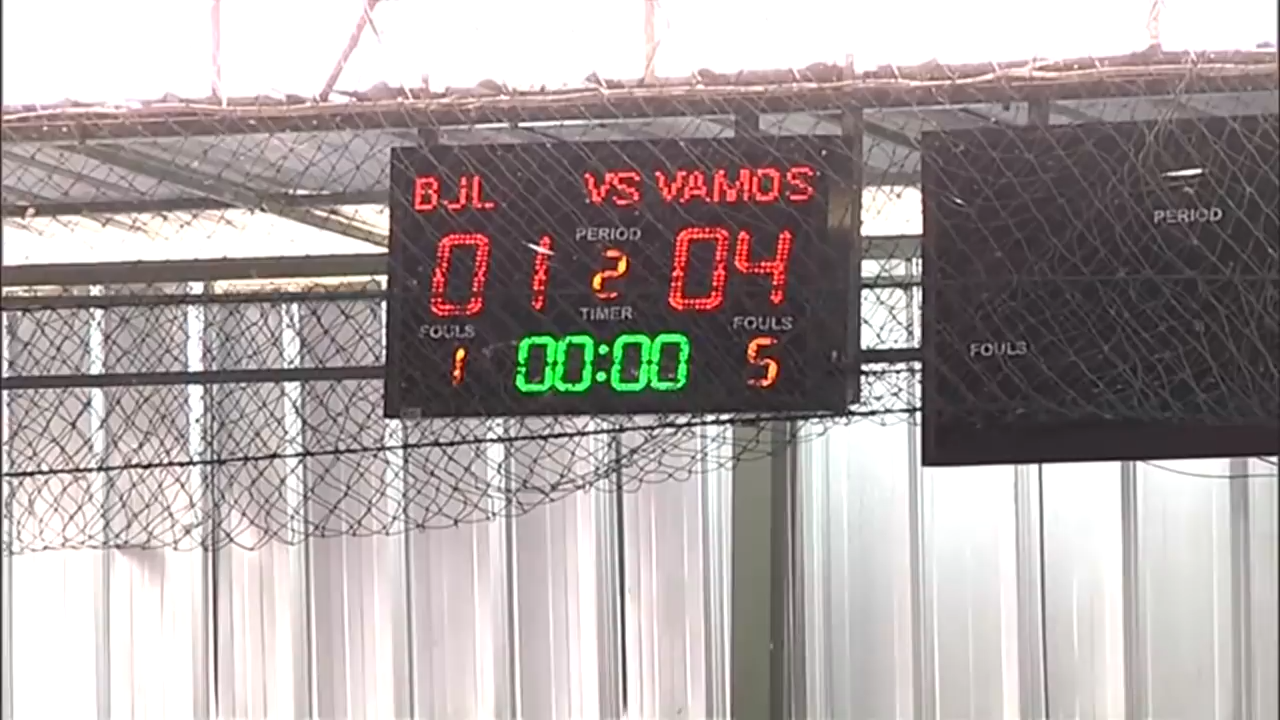 BJL VS VAMOS
PERIOD
01 2 04
TIMER
FOULS FOULS
1 00:00 5
PERIOD
FOULS